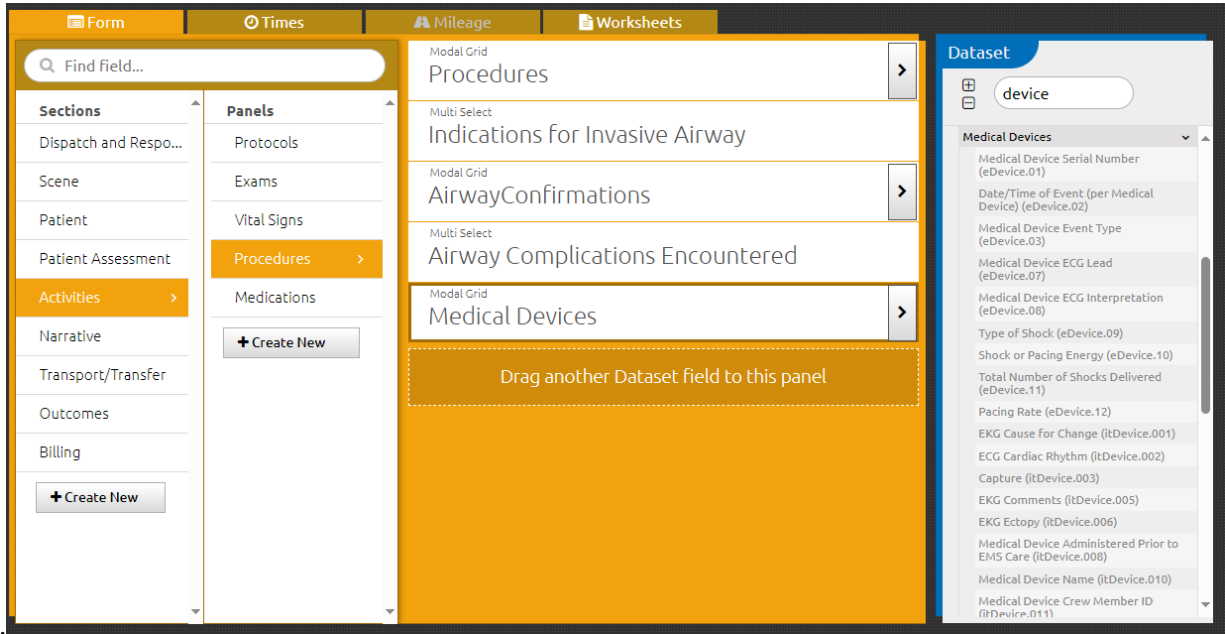 Form
Times
Mileage
Worksheets
Find field...
Sections
Dispatch and Respo...
Scene
Patient
Patient Assessment
Activities
Narrative
Transport/Transfer
Outcomes
Billing
Create New
Panels
Protocols
Exams
Vital Signs
Procedures
Medications
Create New
Modal Grid
Procedures
Multi Select
Indications for Invasive Airway
Modal Grid
AirwayConfirmations
Multi Select
Airway Complications Encountered
Modal Grid
Medical Devices
Drag another Dataset field to this panel
Dataset
device
Medical Devices
Medical Device Serial Number
(eDevice.01)
Date/Time of Event (per Medical
Device) (eDevice.02)
Medical Device Event Type
(eDevice.03)
Medical Device ECG Lead
(eDevice.07)
Medical Device ECG Interpretation
(eDevice.08)
Type of Shock (eDevice.09)
Shock or Pacing Energy (eDevice.10)
Total Number of Shocks Delivered
(eDevice.11)
Pacing Rate (eDevice.12)
EKG Cause for Change (itDevice.001)
ECG Cardiac Rhythm (itDevice.002)
Capture (itDevice.003)
EKG Comments (itDevice.005)
EKG Ectopy (itDevice.006)
Medical Device Administered Prior to
EMS Care (itDevice.008)
Medical Device Name (itDevice.010)
Medical Device Crew Member ID
(itDevice.011)